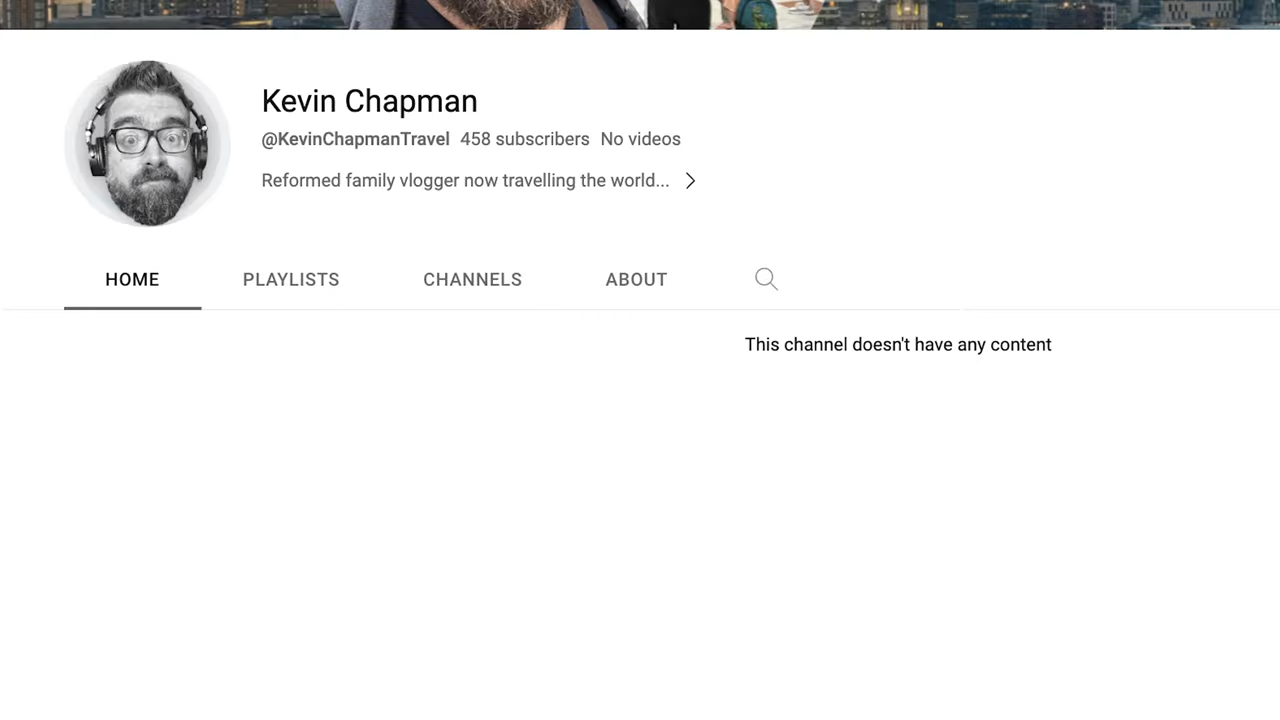 Kevin Chapman
@KevinChapmanTravel 458 subscribers No videos
Reformed family vlogger now travelling the world...
HOME PLAYLISTS CHANNELS ABOUT
This channel doesn't have any content